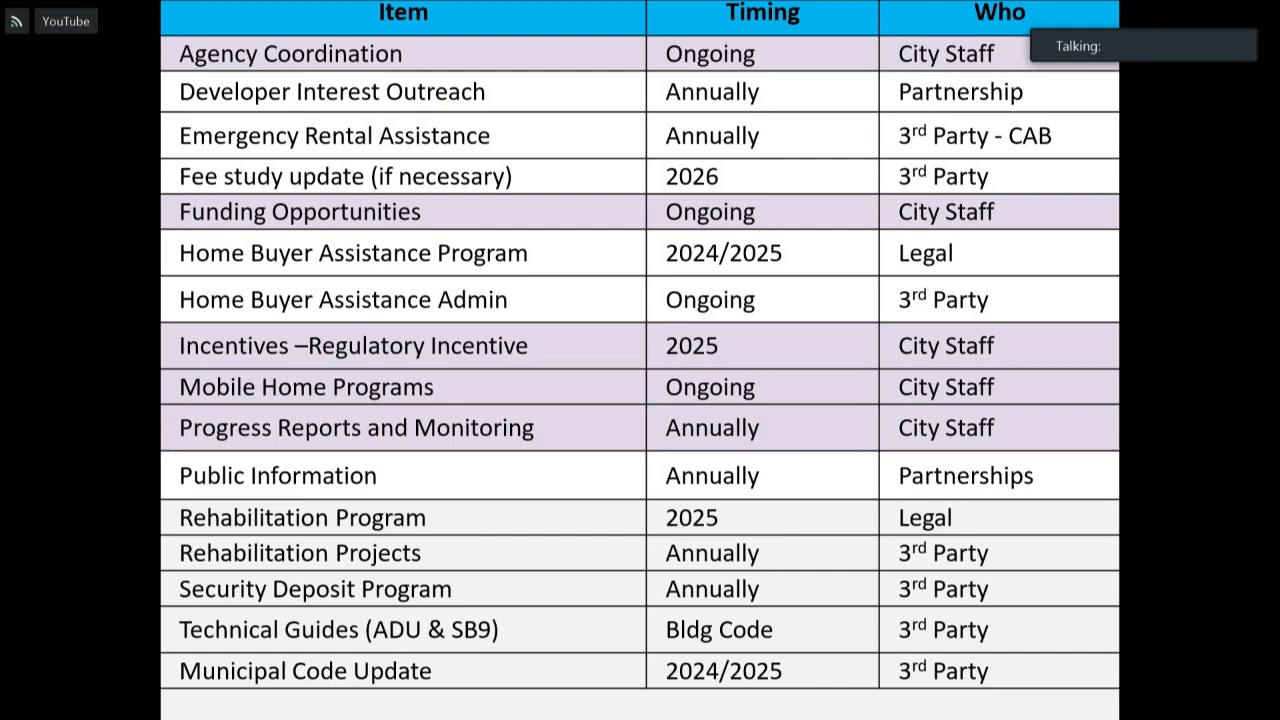 YouTube
Talking:
Item Timing Who
Agency Coordination Ongoing City Staff
Developer Interest Outreach Annually Partnership
Emergency Rental Assistance Annually 3rd Party - CAB
Fee study update (if necessary) 2026 3rd Party
Funding Opportunities Ongoing City Staff
Home Buyer Assistance Program 2024/2025 Legal
Home Buyer Assistance Admin Ongoing 3rd Party
Incentives –Regulatory Incentive 2025 City Staff
Mobile Home Programs Ongoing City Staff
Progress Reports and Monitoring Annually City Staff
Public Information Annually Partnerships
Rehabilitation Program 2025 Legal
Rehabilitation Projects Annually 3rd Party
Security Deposit Program Annually 3rd Party
Technical Guides (ADU & SB9) Bldg Code 3rd Party
Municipal Code Update 2024/2025 3rd Party